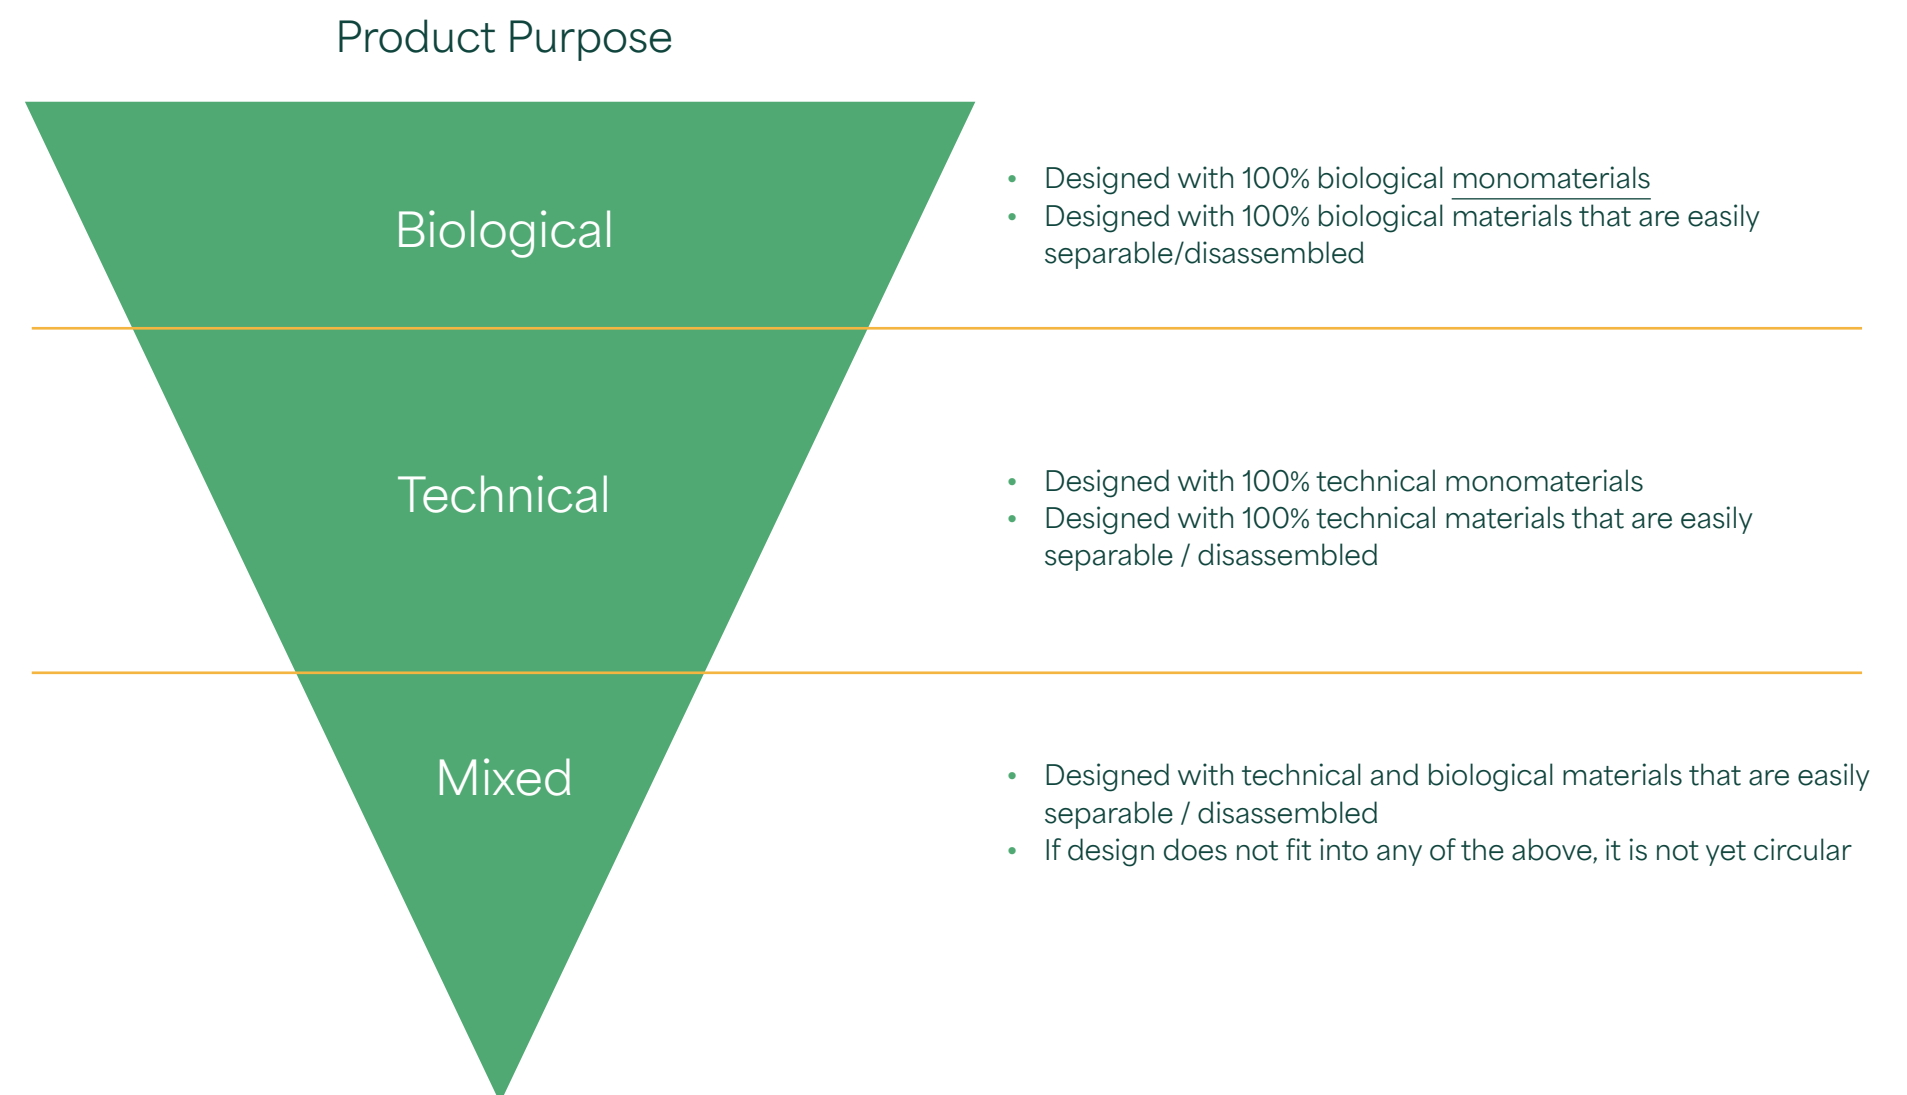 Product Purpose
Biological
• Designed with 100% biological monomaterials
• Designed with 100% biological materials that are easily
separable/disassembled
Technical
• Designed with 100% technical monomaterials
• Designed with 100% technical materials that are easily
separable / disassembled
Mixed
• Designed with technical and biological materials that are easily
separable / disassembled
• If design does not fit into any of the above, it is not yet circular